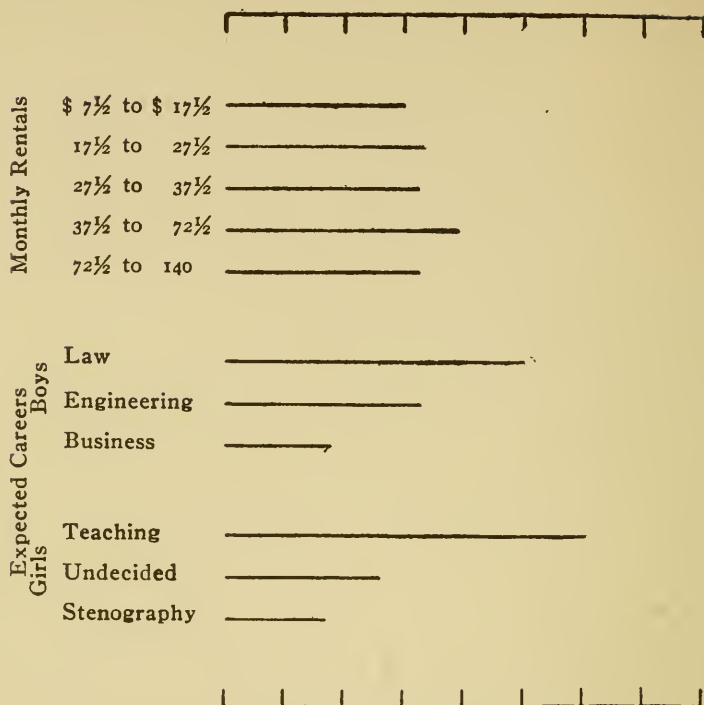 Monthly Rentals
$ 7½ to $ 17½
17½ to 27½
27½ to 37½
37½ to 72½
72½ to 140
Expected Careers
Boys
Law
Engineering
Business
Girls
Teaching
Undecided
Stenography